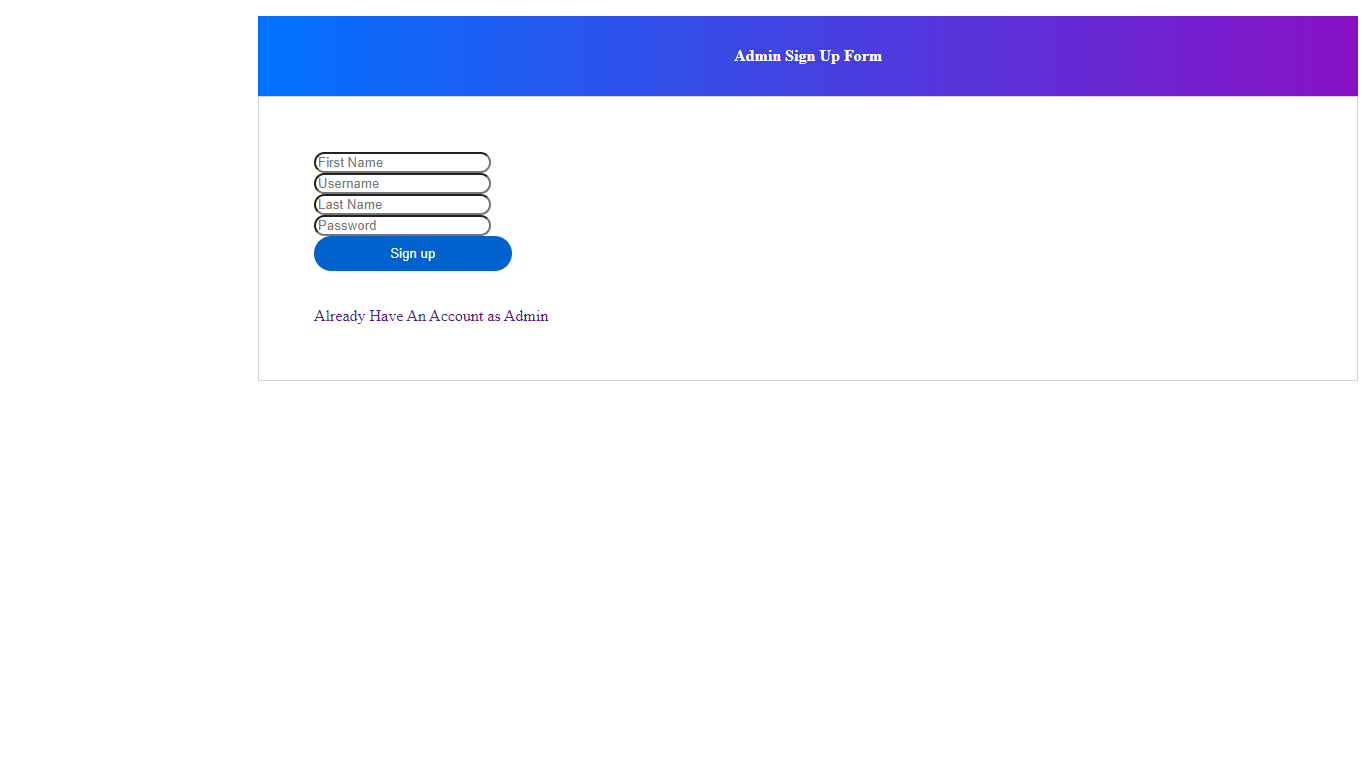 Admin Sign Up Form
First Name
Username
Last Name
Password
Sign up
Already Have An Account as Admin